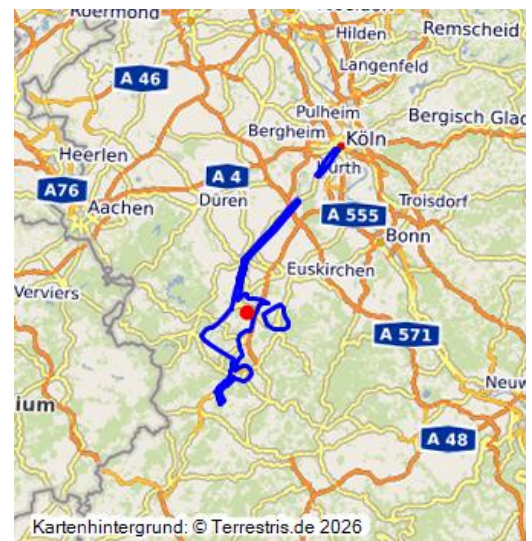 Roermond
Hilden
Remscheid
A 46
Langenfeld
Pulheim
Bergisch Glad
Bergheim
Köln
Heerlen
A 4
Hürth
A76
Düren
Troisdorf
Aachen
A 555
Bonn
Euskirchen
Verviers
A 571
ium
Neuw
A 48
Kartenhintergrund: © Terrestris.de 2026